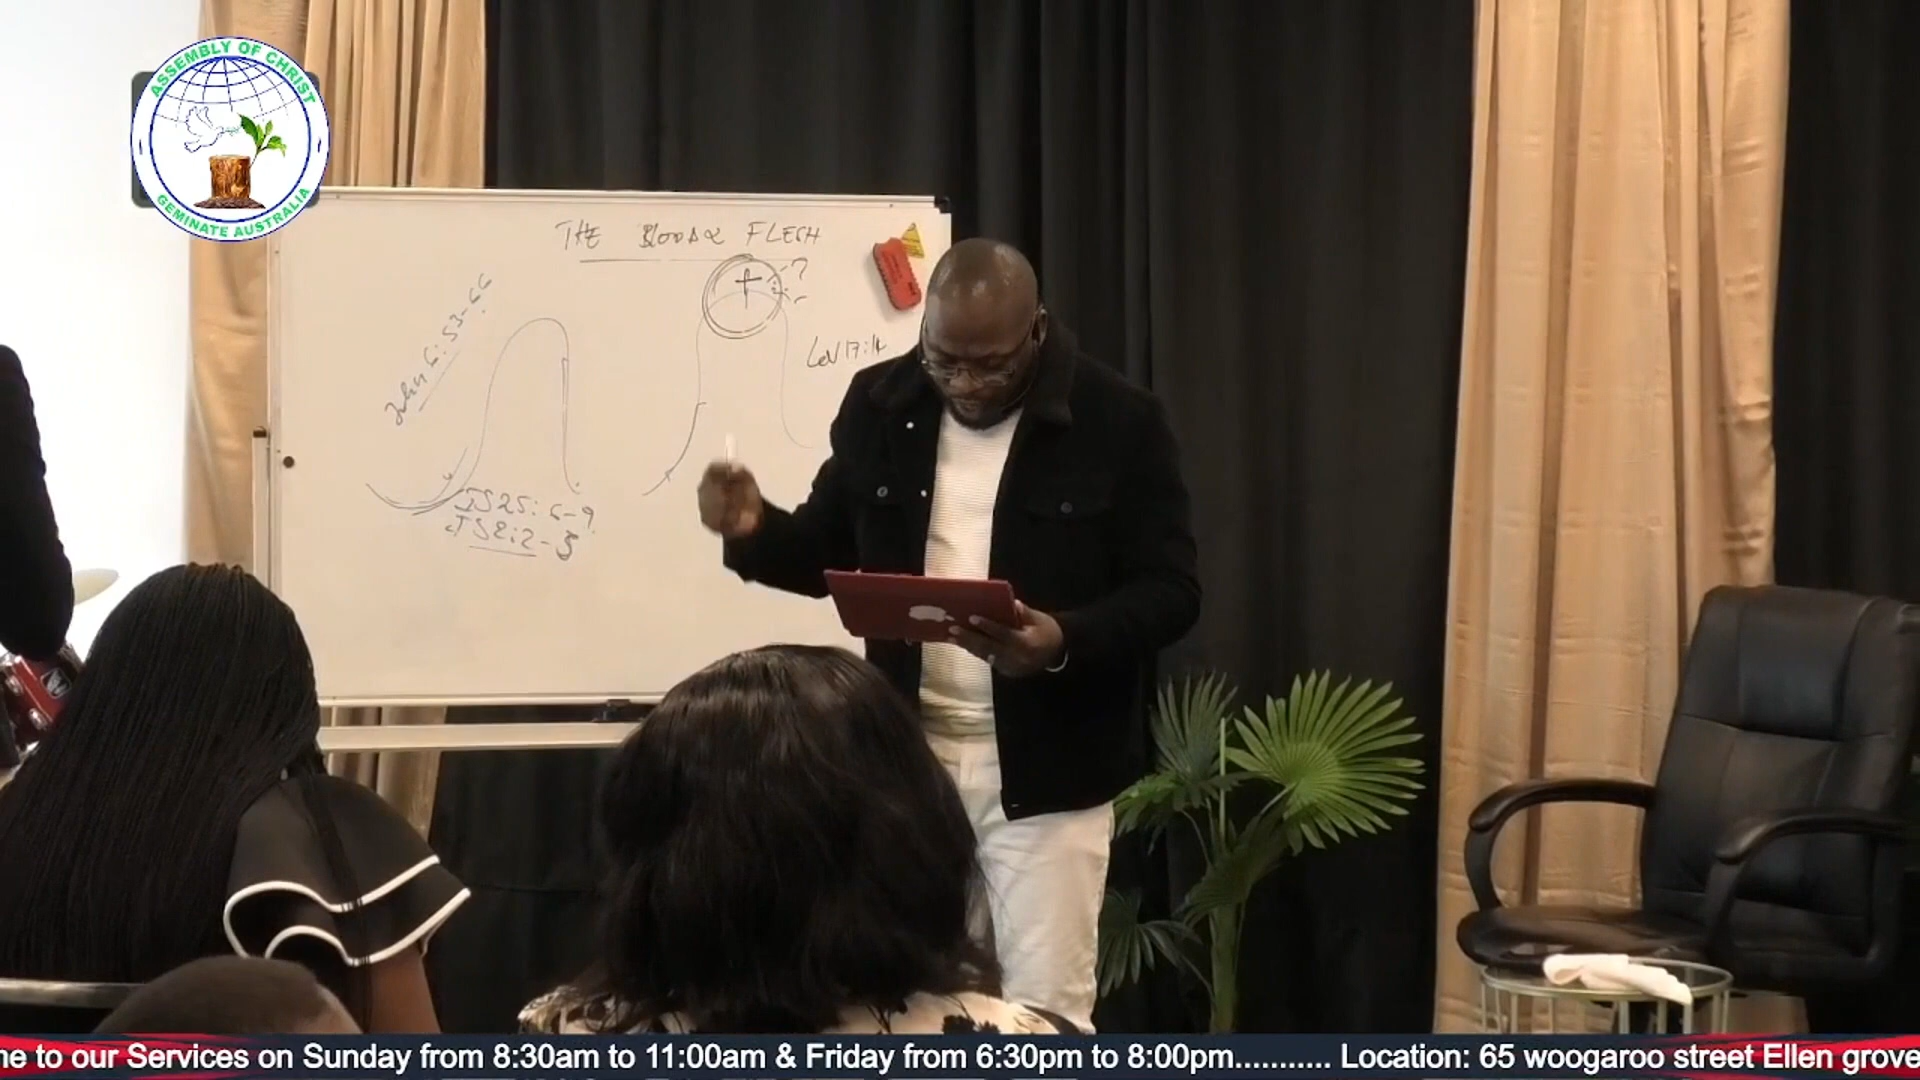 ASSEMBLY OF CHRIST
GEMINATE AUSTRALIA
THE BLOOD & FLESH
?
John 6:53-66
Lev 17:14
IS 25:6-9
IS 2:2-3
ne to our Services on Sunday from 8:30am to 11:00am & Friday from 6:30pm to 8:00pm........... Location: 65 woogaroo street Ellen grove